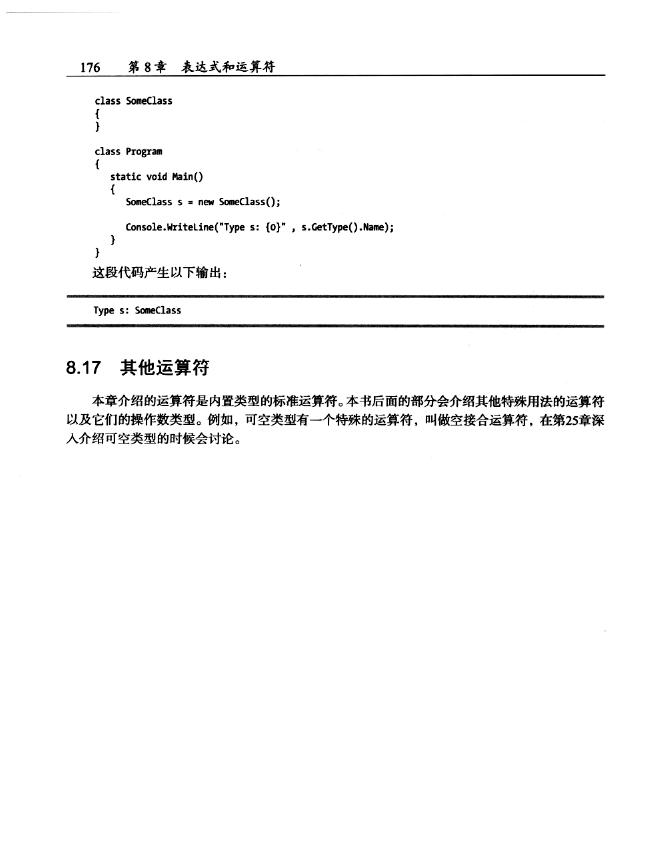 176 第 8 章 表达式和运算符
class SomeClass
{
}
class Program
{
static void Main()
{
SomeClass s = new SomeClass();
Console.WriteLine("Type s: {0}" , s.GetType().Name);
}
}
这段代码产生以下输出：
Type s: SomeClass
8.17 其他运算符
本章介绍的运算符是内置类型的标准运算符。本书后面的部分会介绍其他特殊用法的运算符
以及它们的操作数类型。例如，可空类型有一个特殊的运算符，叫做空接合运算符，在第25章深
入介绍可空类型的时候会讨论。